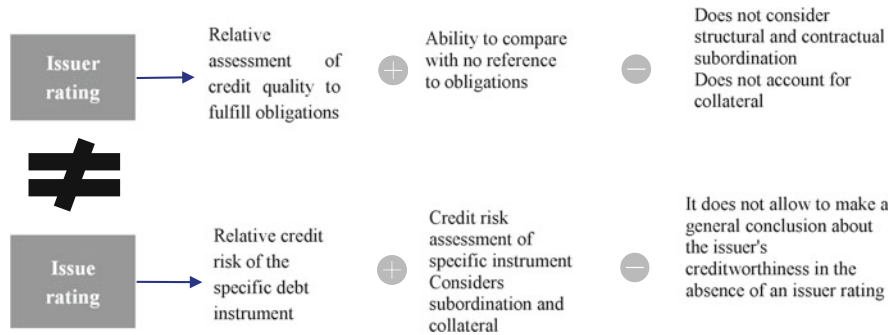 Issuer
rating
Relative
assessment of
credit quality to
fulfill obligations
+
Ability to compare
with no reference
to obligations
−
Does not consider
structural and contractual
subordination
Does not account for
collateral
≠
Issue
rating
Relative credit
risk of the
specific debt
instrument
+
Credit risk
assessment of
specific instrument
Considers
subordination and
collateral
−
It does not allow to make a
general conclusion about
the issuer's
creditworthiness in the
absence of an issuer rating